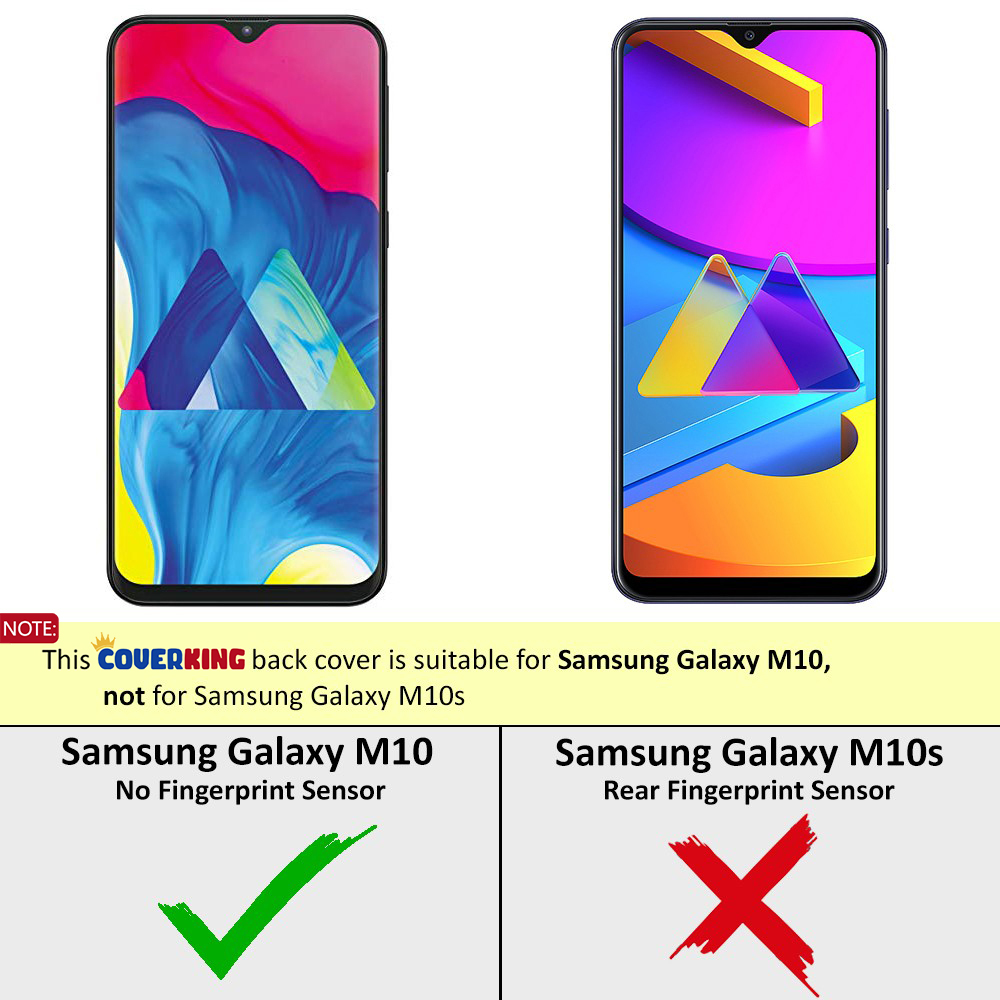 NOTE:
This COVERKING back cover is suitable for Samsung Galaxy M10,
not for Samsung Galaxy M10s
Samsung Galaxy M10
No Fingerprint Sensor
Samsung Galaxy M10s
Rear Fingerprint Sensor